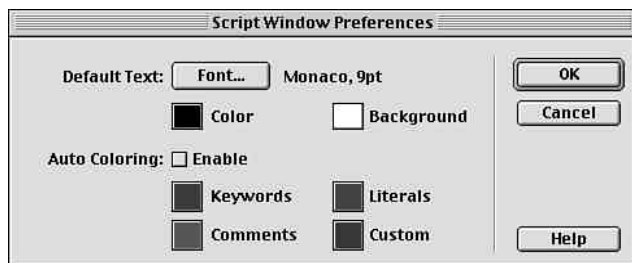 Script Window Preferences
Default Text: Font... Monaco, 9pt OK
Color Background Cancel
Auto Coloring: Enable
Keywords Literals
Comments Custom Help